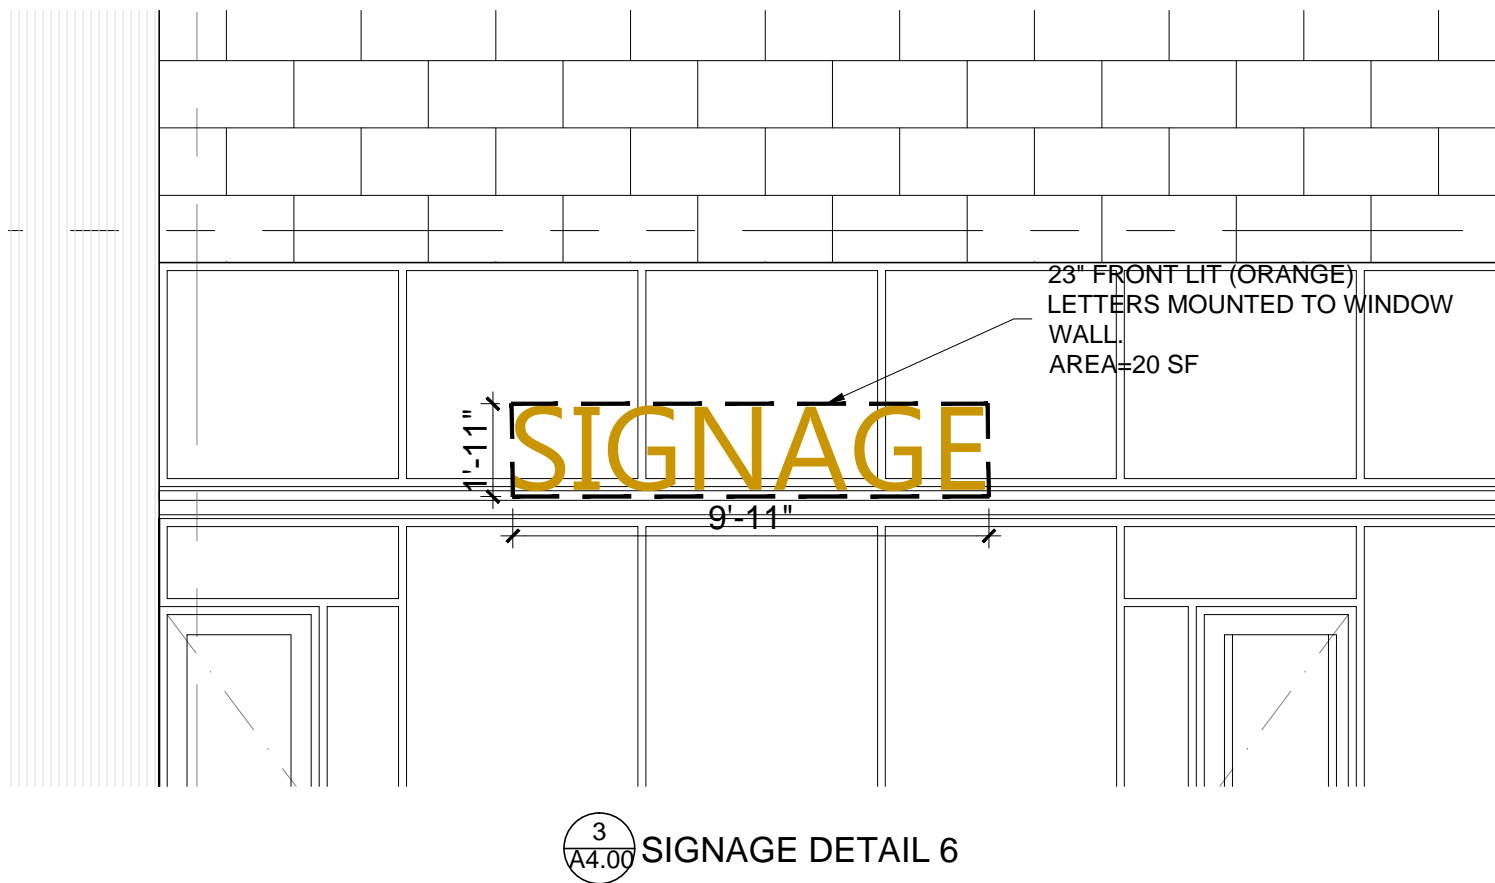 23" FRONT LIT (ORANGE)
LETTERS MOUNTED TO WINDOW
WALL.
AREA=20 SF
1'-11"
SIGNAGE
9'-11"
3
A4.00
SIGNAGE DETAIL 6